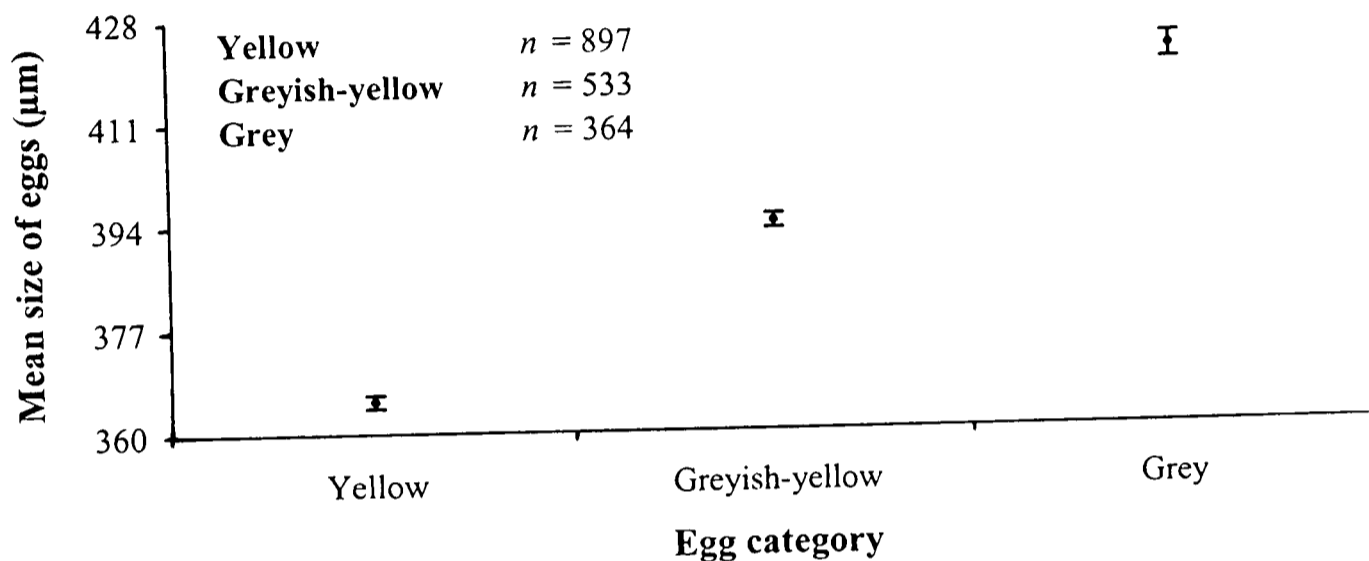 Mean size of eggs (μm)
428
411
394
377
360
Yellow n = 897
Greyish-yellow n = 533
Grey n = 364
Yellow Greyish-yellow Grey
Egg category